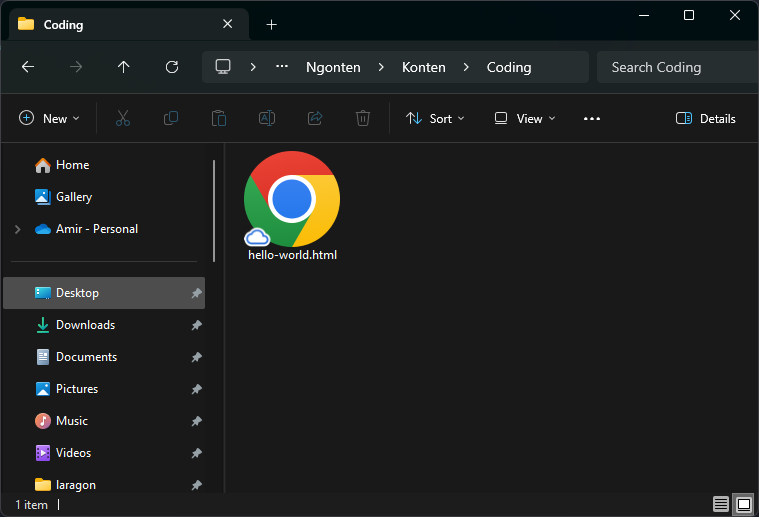 Coding
Ngonten Konten Coding Search Coding
New Sort View Details
Home
Gallery
Amir - Personal
Desktop
Downloads
Documents
Pictures
Music
Videos
laragon
hello-world.html
1 item